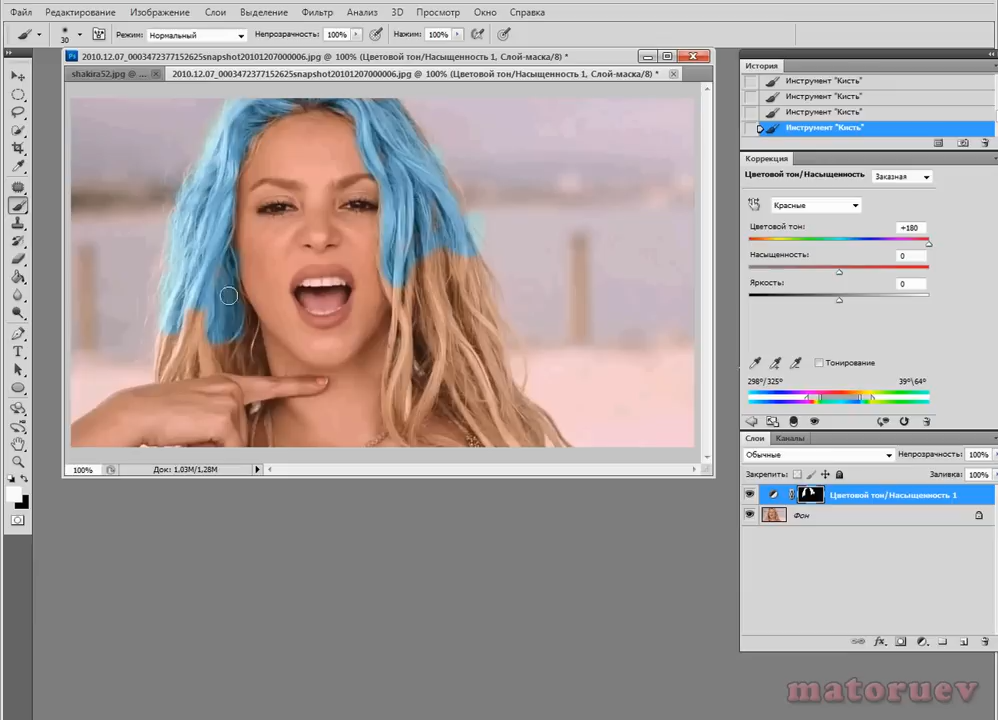 Файл Редактирование Изображение Слои Выделение Фильтр Анализ 3D Просмотр Окно Справка
30 Режим: Нормальный Непрозрачность: 100% Нажим: 100%
2010.12.07_0003472377152625snapshot20101207000006.jpg @ 100% (Цветовой тон/Насыщенность 1, Слой-маска/8) *
shakira52.jpg @ ... 2010.12.07_0003472377152625snapshot20101207000006.jpg @ 100% (Цветовой тон/Насыщенность 1, Слой-маска/8) *
История
Инструмент "Кисть"
Инструмент "Кисть"
Инструмент "Кисть"
Инструмент "Кисть"
Коррекция
Цветовой тон/Насыщенность Заказная
Красные
Цветовой тон: +180
Насыщенность: 0
Яркость: 0
Тонирование
298°/325° 39°\64°
Слои Каналы
Обычные Непрозрачность: 100%
Закрепить: Заливка: 100%
Цветовой тон/Насыщенность 1
Фон
100% Док: 1,03M/1,28M
matoruev